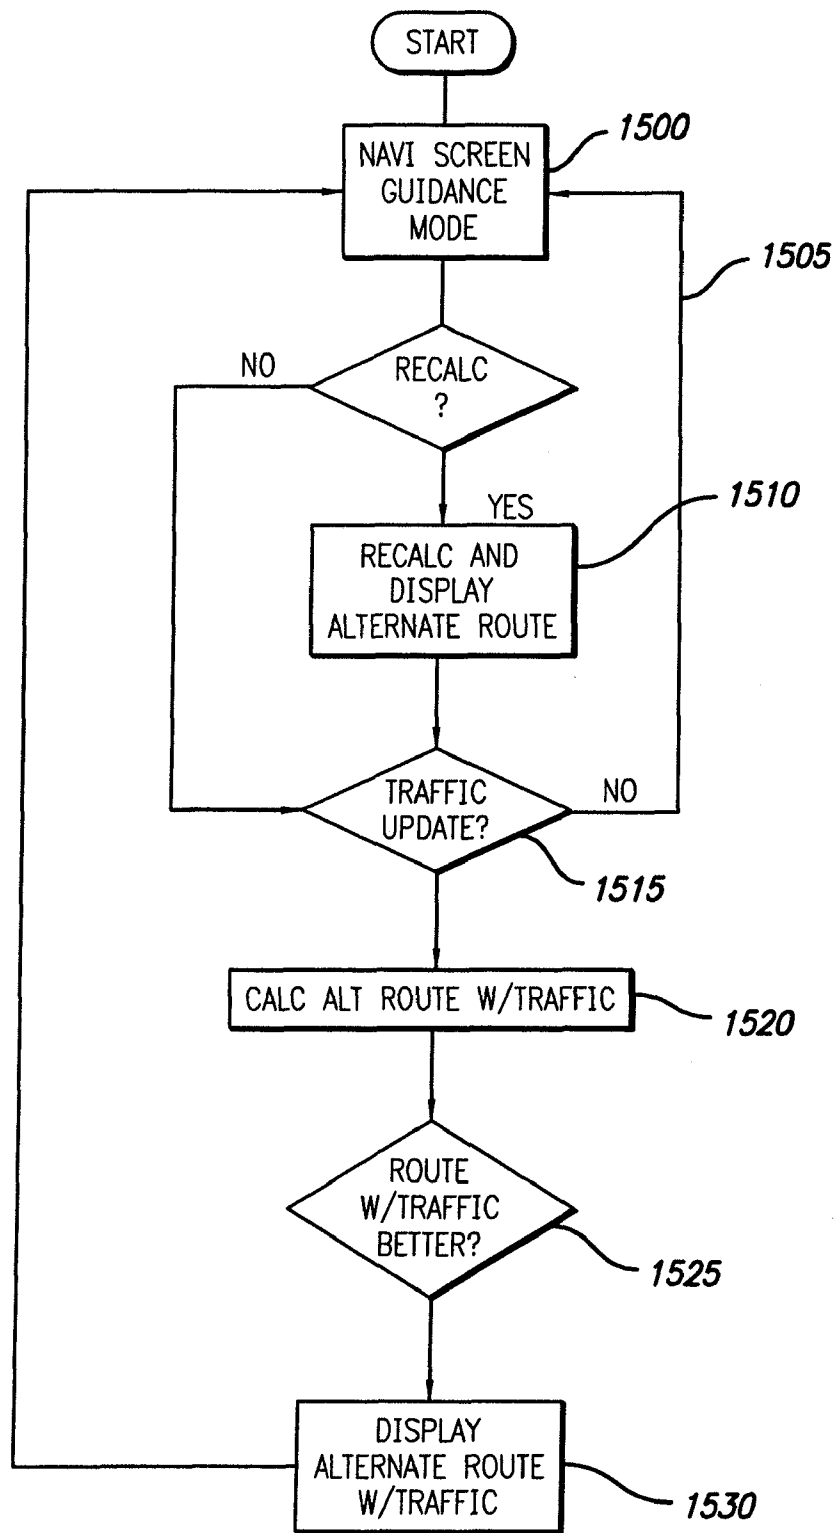 START
1500
NAVI SCREEN
GUIDANCE
MODE
1505
NO
RECALC
?
YES
1510
RECALC AND
DISPLAY
ALTERNATE ROUTE
TRAFFIC
UPDATE?
NO
1515
CALC ALT ROUTE W/TRAFFIC
1520
ROUTE
W/TRAFFIC
BETTER?
1525
DISPLAY
ALTERNATE ROUTE
W/TRAFFIC
1530